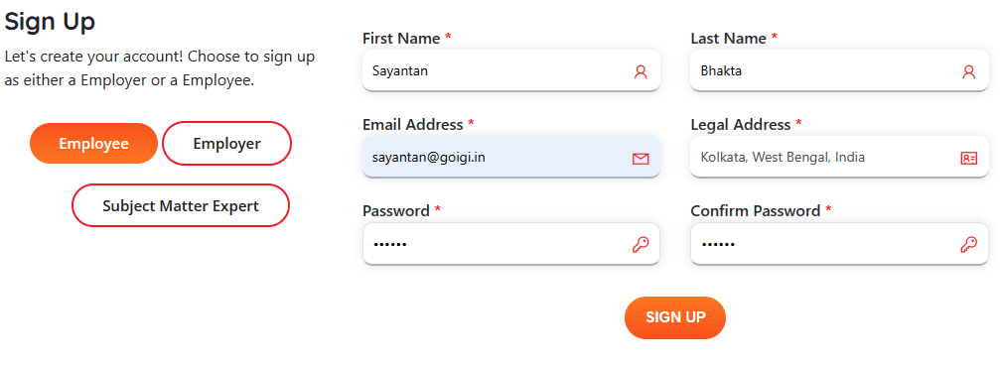 Sign Up
Let's create your account! Choose to sign up
as either a Employer or a Employee.
Employee
Employer
Subject Matter Expert
First Name *
Sayantan
Last Name *
Bhakta
Email Address *
sayantan@goigi.in
Legal Address *
Kolkata, West Bengal, India
Password *
••••••
Confirm Password *
••••••
SIGN UP